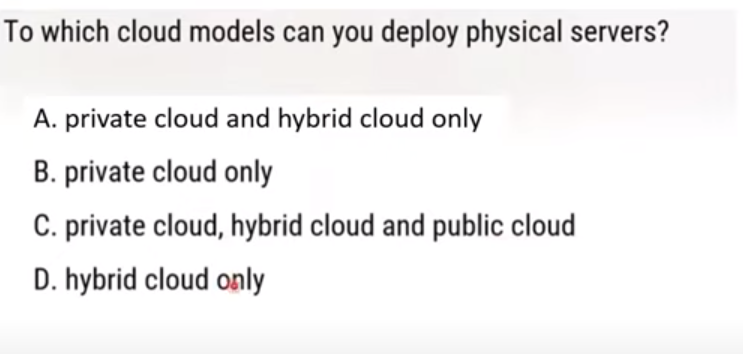 To which cloud models can you deploy physical servers?
A. private cloud and hybrid cloud only
B. private cloud only
C. private cloud, hybrid cloud and public cloud
D. hybrid cloud only